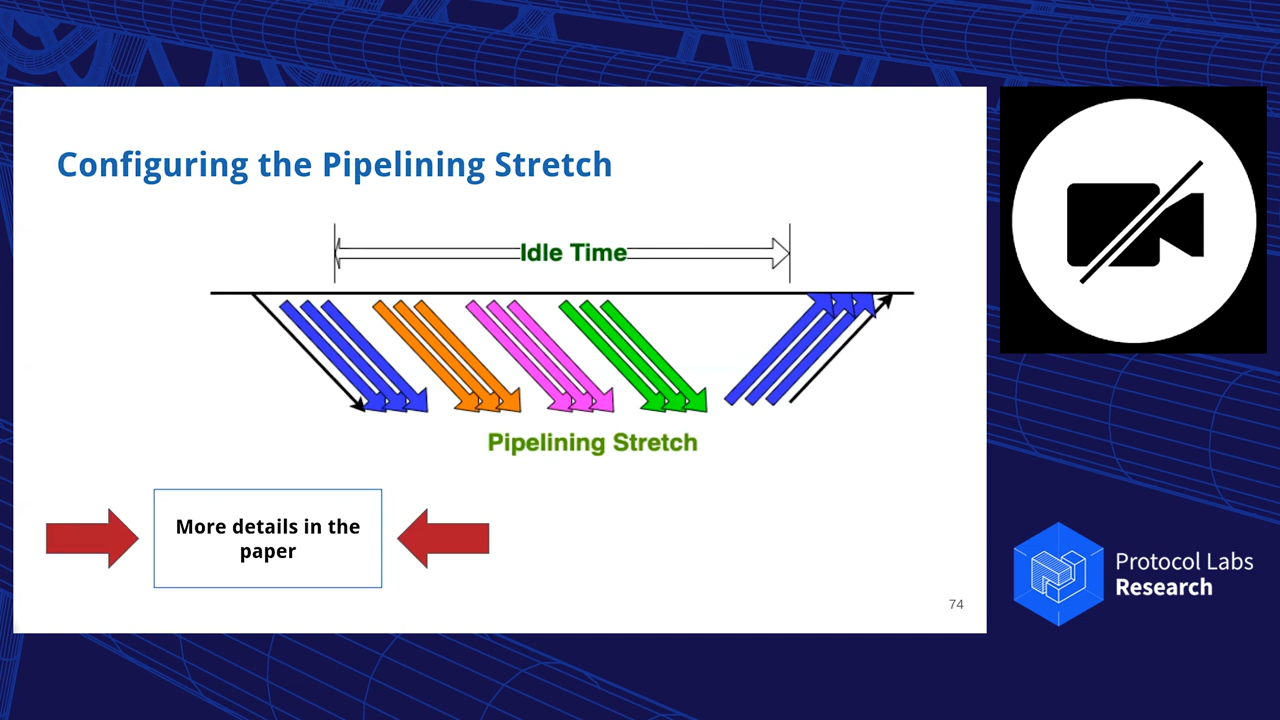 Configuring the Pipelining Stretch
Idle Time
Pipelining Stretch
More details in the
paper
74
Protocol Labs
Research